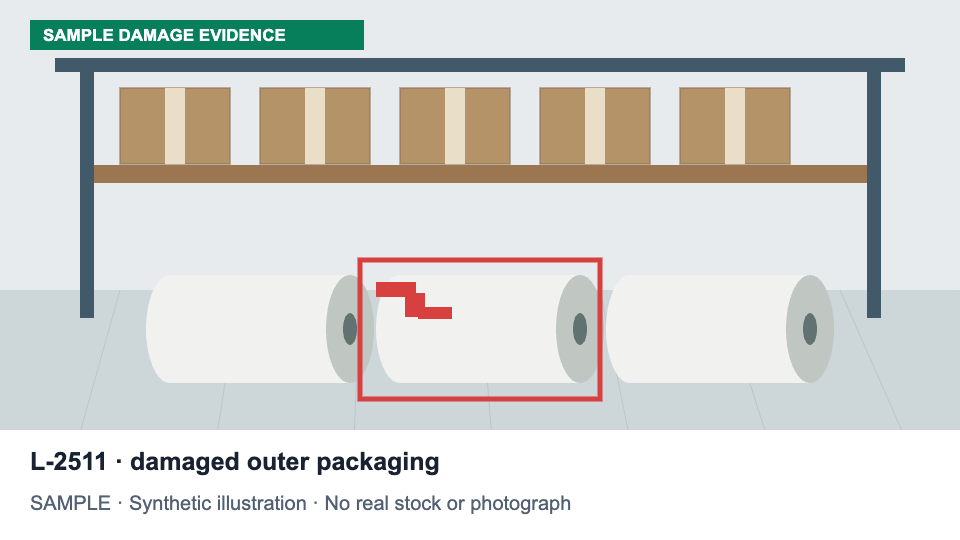 SAMPLE DAMAGE EVIDENCE
L-2511 · damaged outer packaging
SAMPLE · Synthetic illustration · No real stock or photograph